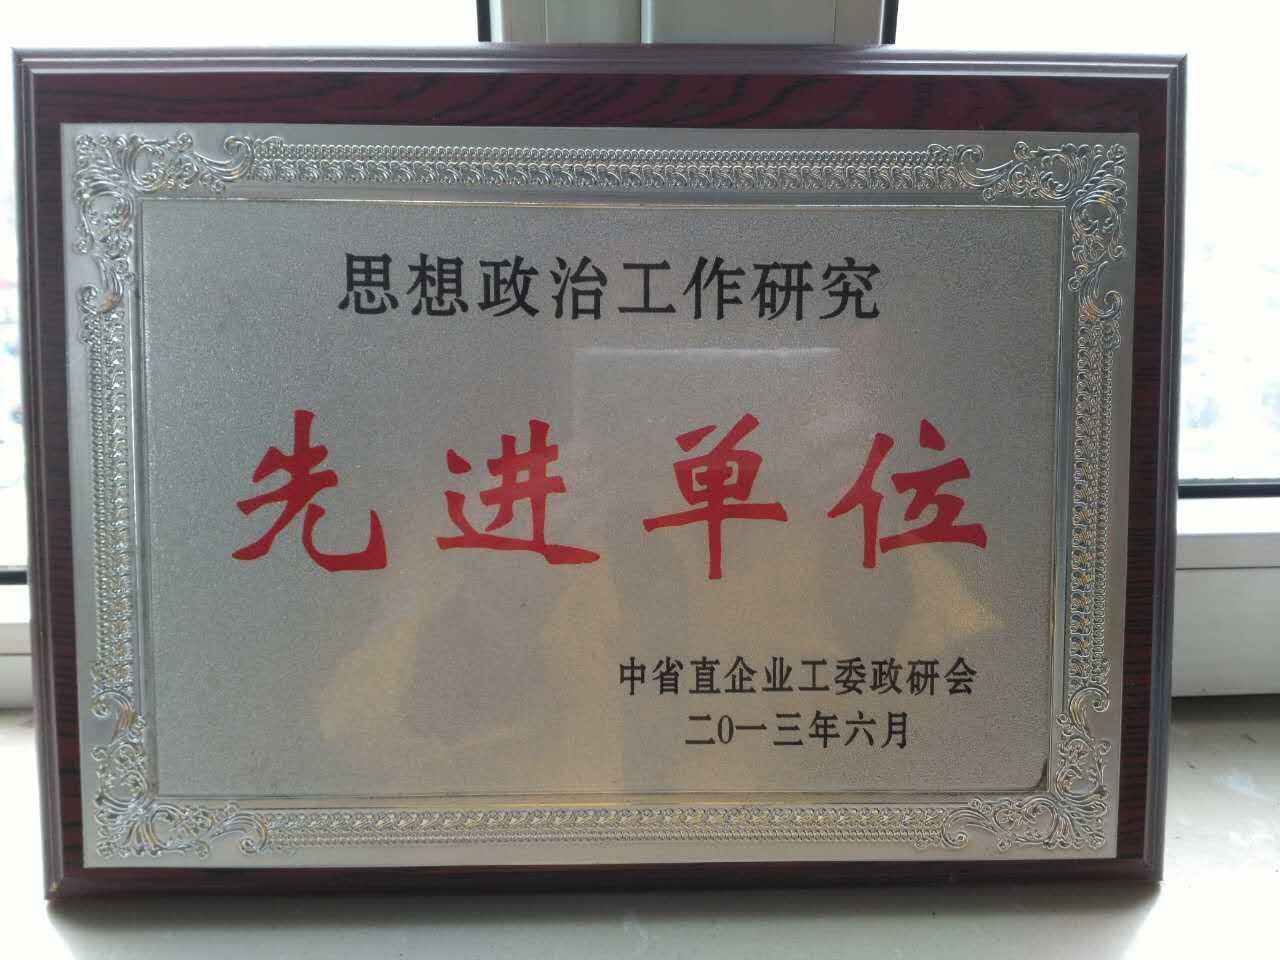 思想政治工作研究
先进单位
中省直企业工委政研会
二0一三年六月